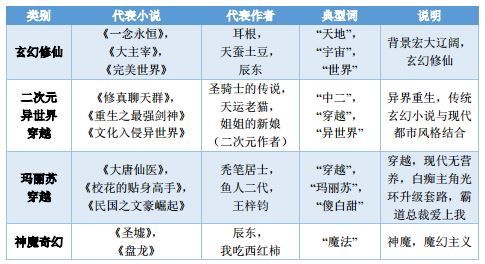 类别 代表小说 代表作者 典型词 说明
玄幻修仙
《一念永恒》,
《大主宰》,
《完美世界》
耳根,
天蚕土豆,
辰东
“天地”,
“宇宙”,
“世界”
背景宏大辽阔,
玄幻修仙
二次元
异世界
穿越
《修真聊天群》,
《重生之最强剑神》
《文化入侵异世界》
圣骑士的传说,
天运老猫,
姐姐的新娘
(二次元作者)
“中二”,
“穿越”,
“异世界”
异界重生,传统
玄幻小说与现代
都市风格结合
玛丽苏
穿越
《大唐仙医》,
《校花的贴身高手》,
《民国之文豪崛起》
秃笔居士,
鱼人二代,
王梓钧
“穿越”,
“玛丽苏”,
“傻白甜”
穿越,现代无营
养,白痴主角光
环升级套路,霸
道总裁爱上我
神魔奇幻
《圣墟》,
《盘龙》
辰东,
我吃西红柿
“魔法”
神魔,魔幻主义